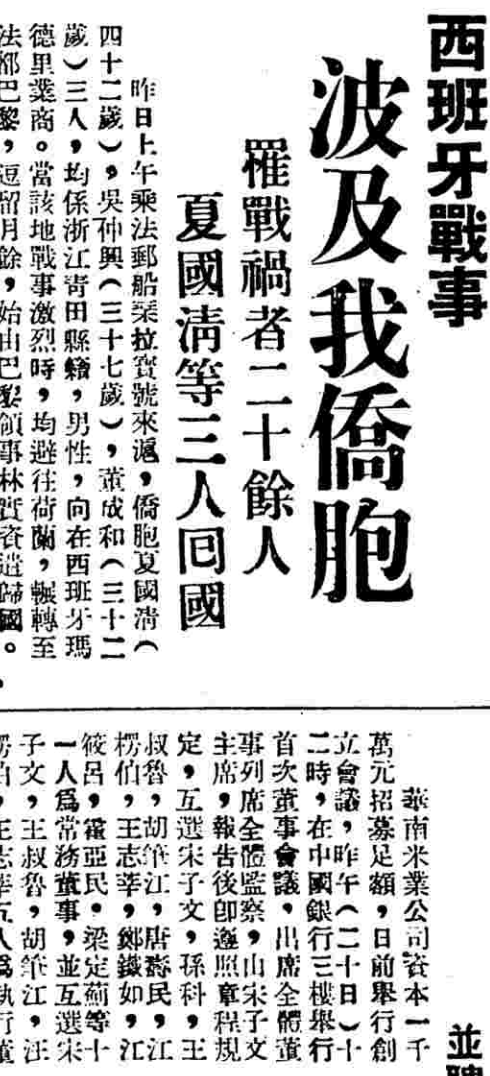 西班牙戰事
波及我僑胞
罹戰禍者二十餘人
夏國清等三人囘國
昨日上午乘法郵船
拉寶號來滬，僑胞夏國清（
四十二歲），吳仲興（三十七歲），董成和（三十二
歲）三人，均係浙江靑田縣籍，男性，向在西班牙瑪
德里業商。當該地戰事激烈時，均避往荷蘭，輾轉至
法都巴黎，逗留月餘，始由巴黎領事林實資遣歸國。
華南米業公司資本一千
萬元招募足額，日前舉行創
立會議，昨午（二十日）十
二時，在中國銀行三樓舉行
首次董事會議，出席全體董
事列席全體監察，由宋子文
主席，報告後卽遵照章程規
定，互選宋子文，孫科，王
叔魯，胡筆江，唐壽民，江
楞伯，王志莘，鄭鐵如，江
筱呂，霍亞民，梁定薊等十
一人爲常務董事，並互選宋
子文，王叔魯，胡筆江，汪
楞伯，王志莘五人爲執行董
並聘